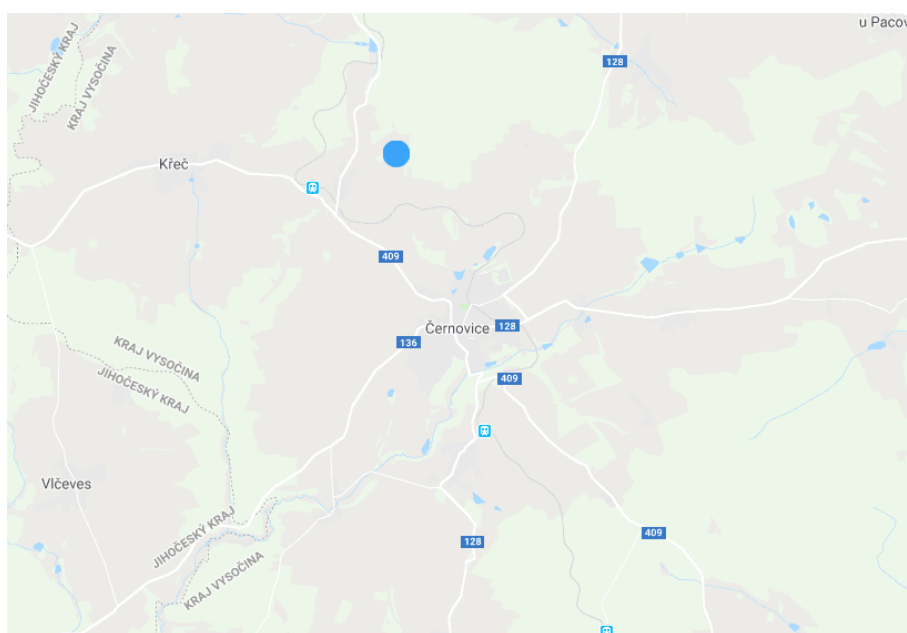 u Pacov
JIHOČESKÝ KRAJ
KRAJ VYSOČINA
128
Křeč
409
Černovice
128
136
KRAJ VYSOČINA
JIHOČESKÝ KRAJ
409
Vlčeves
JIHOČESKÝ KRAJ
KRAJ VYSOČINA
128
409